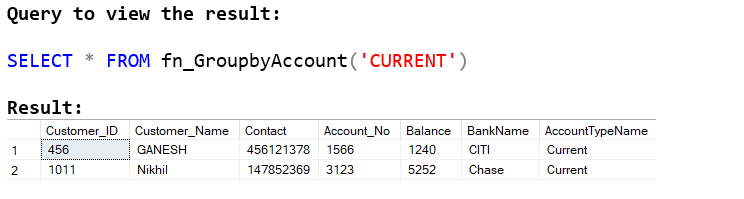 Query to view the result:
SELECT * FROM fn_GroupbyAccount('CURRENT')
Result:
Customer_ID Customer_Name Contact Account_No Balance BankName AccountTypeName
1 456 GANESH 456121378 1566 1240 CITI Current
2 1011 Nikhil 147852369 3123 5252 Chase Current